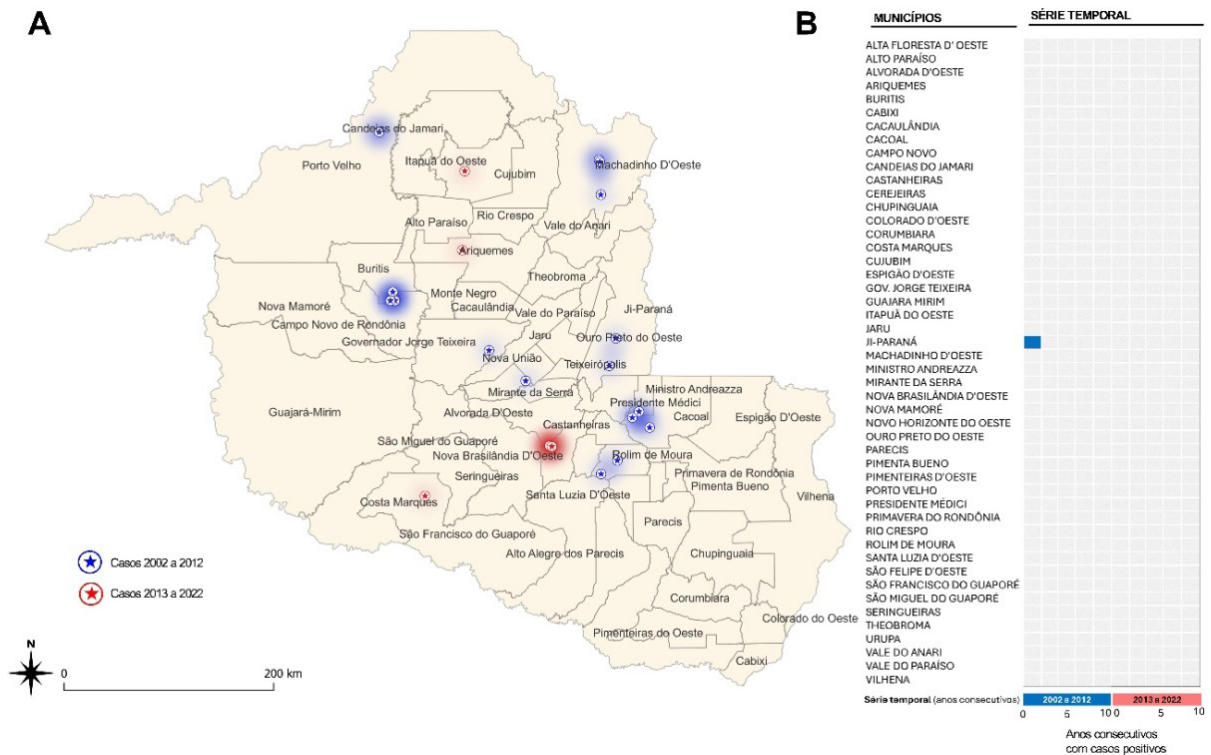 A
Candeias do Jamari
Porto Velho
Itapuã do Oeste
Cujubim
Machadinho D'Oeste
Rio Crespo
Alto Paraíso
Vale do Anari
Ariquemes
Buritis
Theobroma
Monte Negro
Nova Mamoré
Cacaulândia
Vale do Paraíso
Ji-Paraná
Campo Novo de Rondônia
Jaru
Ouro Preto do Oeste
Governador Jorge Teixeira
Nova União
Teixeirópolis
Mirante da Serra
Ministro Andreazza
Presidente Médici
Guajará-Mirim
Alvorada D'Oeste
Cacoal
Espigão D'Oeste
Castanheiras
São Miguel do Guaporé
Nova Brasilândia D'Oeste
Rolim de Moura
Seringueiras
Primavera de Rondônia
Pimenta Bueno
Costa Marques
Santa Luzia D'Oeste
Vilhena
Parecis
São Francisco do Guaporé
Alto Alegre dos Parecis
Chupinguaia
Corumbiara
Colorado do Oeste
Pimenteiras do Oeste
Cabixi
Casos 2002 a 2012
Casos 2013 a 2022
N
0
200 km
B
MUNICÍPIOS
SÉRIE TEMPORAL
ALTA FLORESTA D' OESTE
ALTO PARAÍSO
ALVORADA D'OESTE
ARIQUEMES
BURITIS
CABIXI
CACAULÂNDIA
CACOAL
CAMPO NOVO
CANDEIAS DO JAMARI
CASTANHEIRAS
CEREJEIRAS
CHUPINGUAIA
COLORADO D'OESTE
CORUMBIARA
COSTA MARQUES
CUJUBIM
ESPIGÃO D'OESTE
GOV. JORGE TEIXEIRA
GUAJARA MIRIM
ITAPUÃ DO OESTE
JARU
JI-PARANÁ
MACHADINHO D'OESTE
MINISTRO ANDREAZZA
MIRANTE DA SERRA
NOVA BRASILÂNDIA D'OESTE
NOVA MAMORÉ
NOVO HORIZONTE DO OESTE
OURO PRETO DO OESTE
PARECIS
PIMENTA BUENO
PIMENTEIRAS D'OESTE
PORTO VELHO
PRESIDENTE MÉDICI
PRIMAVERA DO RONDÔNIA
RIO CRESPO
ROLIM DE MOURA
SANTA LUZIA D'OESTE
SÃO FELIPE D'OESTE
SÃO FRANCISCO DO GUAPORÉ
SÃO MIGUEL DO GUAPORÉ
SERINGUEIRAS
THEOBROMA
URUPA
VALE DO ANARI
VALE DO PARAÍSO
VILHENA
Série temporal (anos consecutivos)
2002 a 2012
2013 a 2022
0 5 10 0 5 10
Anos consecutivos
com casos positivos